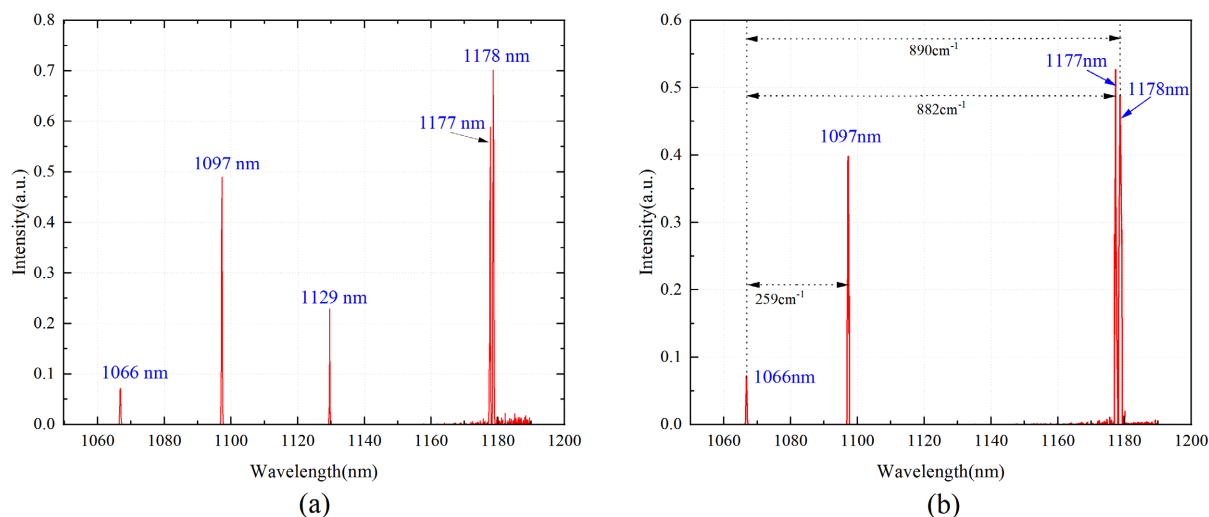 0.8
0.7
0.6
0.5
0.4
0.3
0.2
0.1
0.0
Intensity(a.u.)
1178 nm
1177 nm
1097 nm
1129 nm
1066 nm
1060 1080 1100 1120 1140 1160 1180 1200
Wavelength(nm)
(a)
0.6
0.5
0.4
0.3
0.2
0.1
0.0
Intensity(a.u.)
890cm⁻¹
1177nm
1178nm
882cm⁻¹
1097nm
259cm⁻¹
1066nm
1060 1080 1100 1120 1140 1160 1180 1200
Wavelength(nm)
(b)